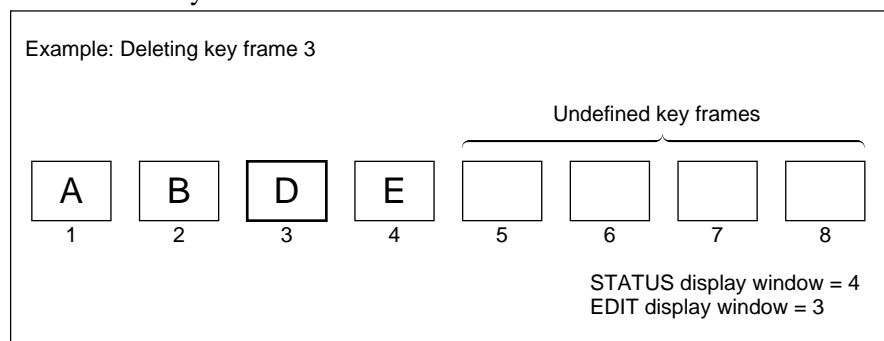 Example: Deleting key frame 3
Undefined key frames
A B D E
1 2 3 4 5 6 7 8
STATUS display window = 4
EDIT display window = 3